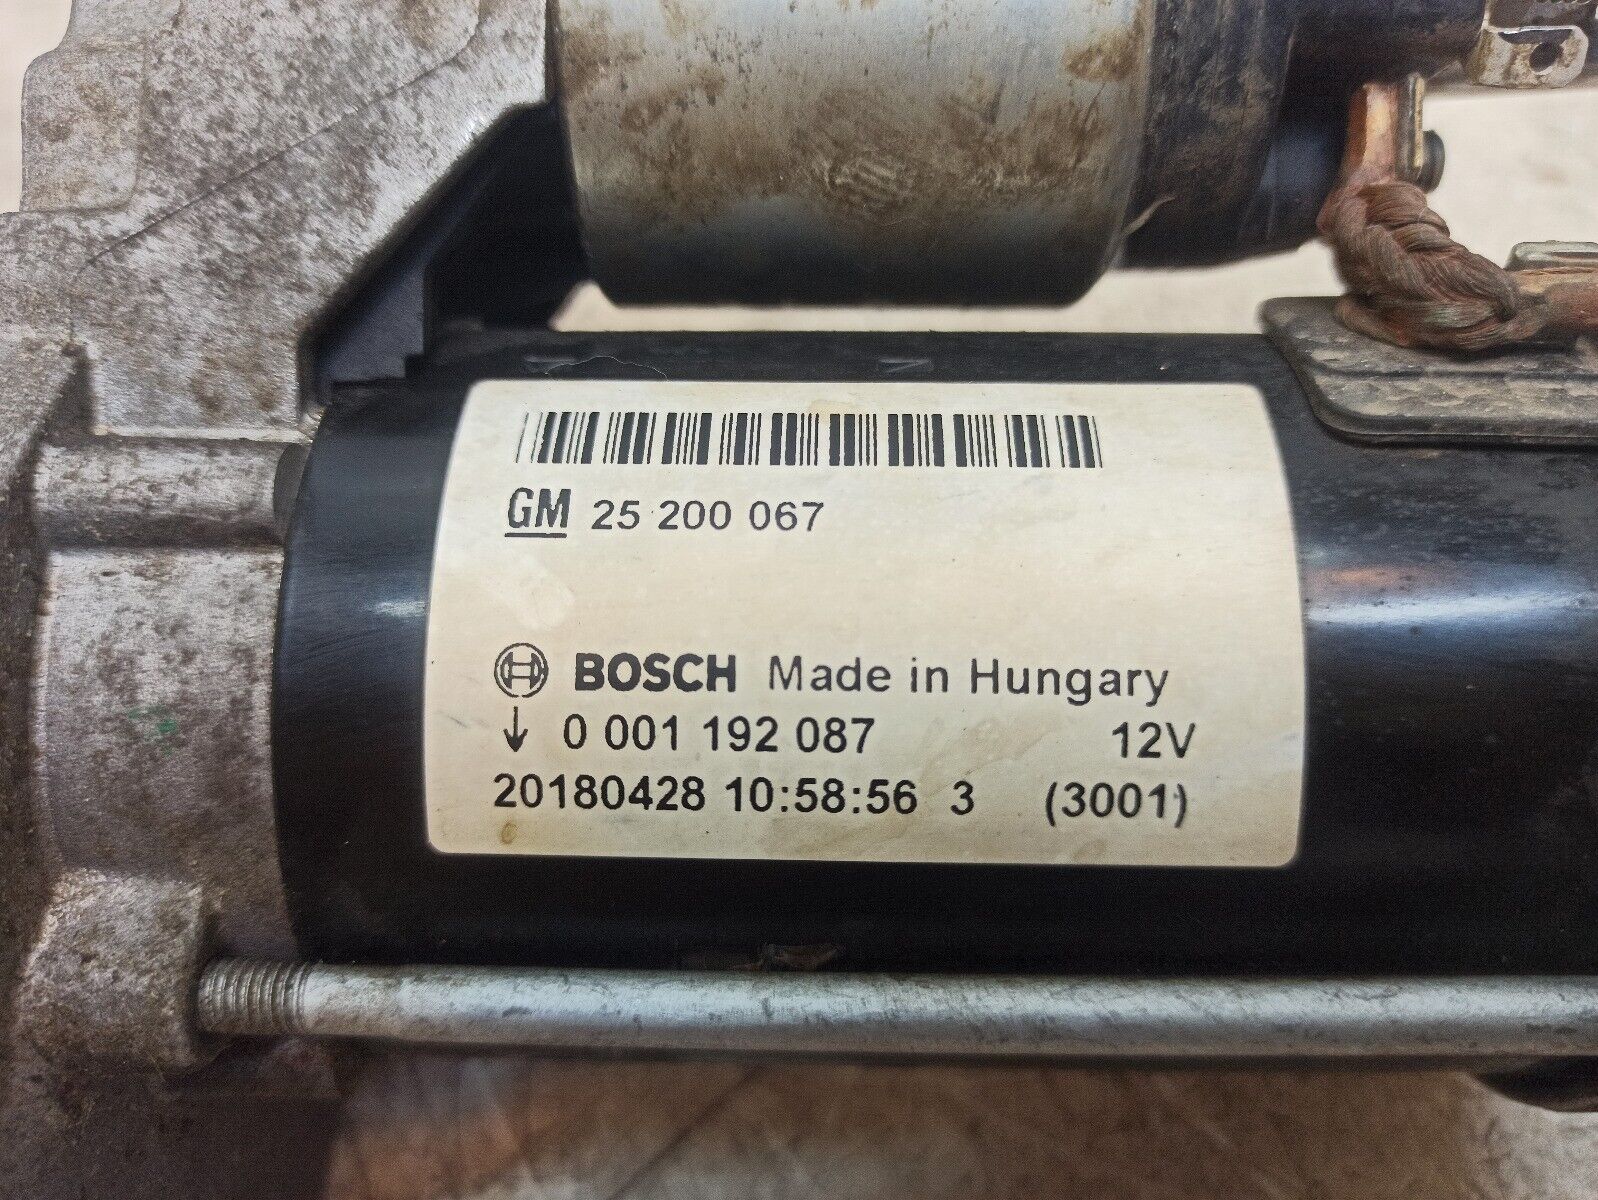 GM 25 200 067
BOSCH Made in Hungary
↓ 0 001 192 087 12V
20180428 10:58:56 3 (3001)